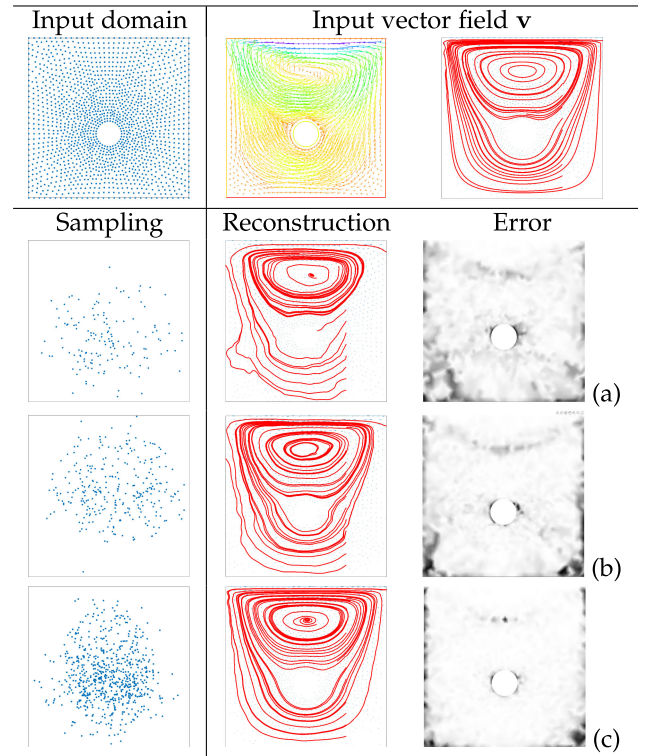 Input domain
Input vector field v
Sampling
Reconstruction
Error
(a)
(b)
(c)